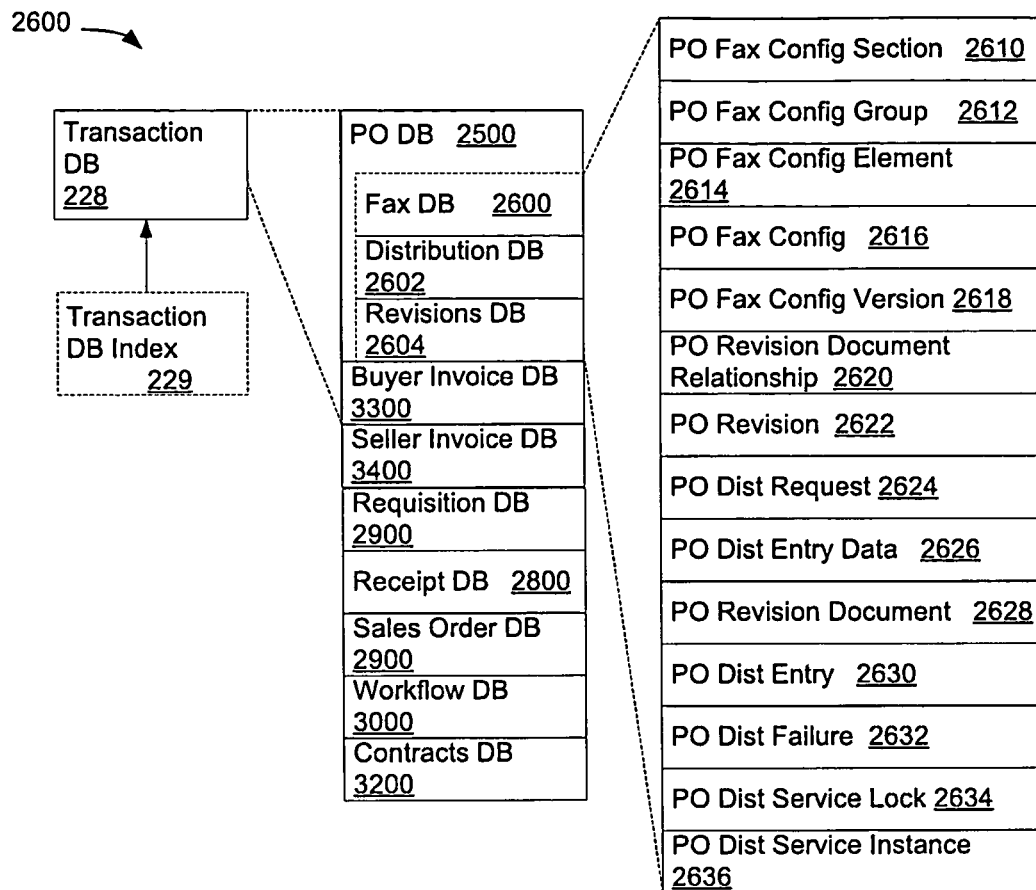 2600
Transaction
DB
228
Transaction
DB Index
229
PO DB 2500
Fax DB 2600
Distribution DB
2602
Revisions DB
2604
Buyer Invoice DB
3300
Seller Invoice DB
3400
Requisition DB
2900
Receipt DB 2800
Sales Order DB
2900
Workflow DB
3000
Contracts DB
3200
PO Fax Config Section 2610
PO Fax Config Group 2612
PO Fax Config Element
2614
PO Fax Config 2616
PO Fax Config Version 2618
PO Revision Document
Relationship 2620
PO Revision 2622
PO Dist Request 2624
PO Dist Entry Data 2626
PO Revision Document 2628
PO Dist Entry 2630
PO Dist Failure 2632
PO Dist Service Lock 2634
PO Dist Service Instance
2636